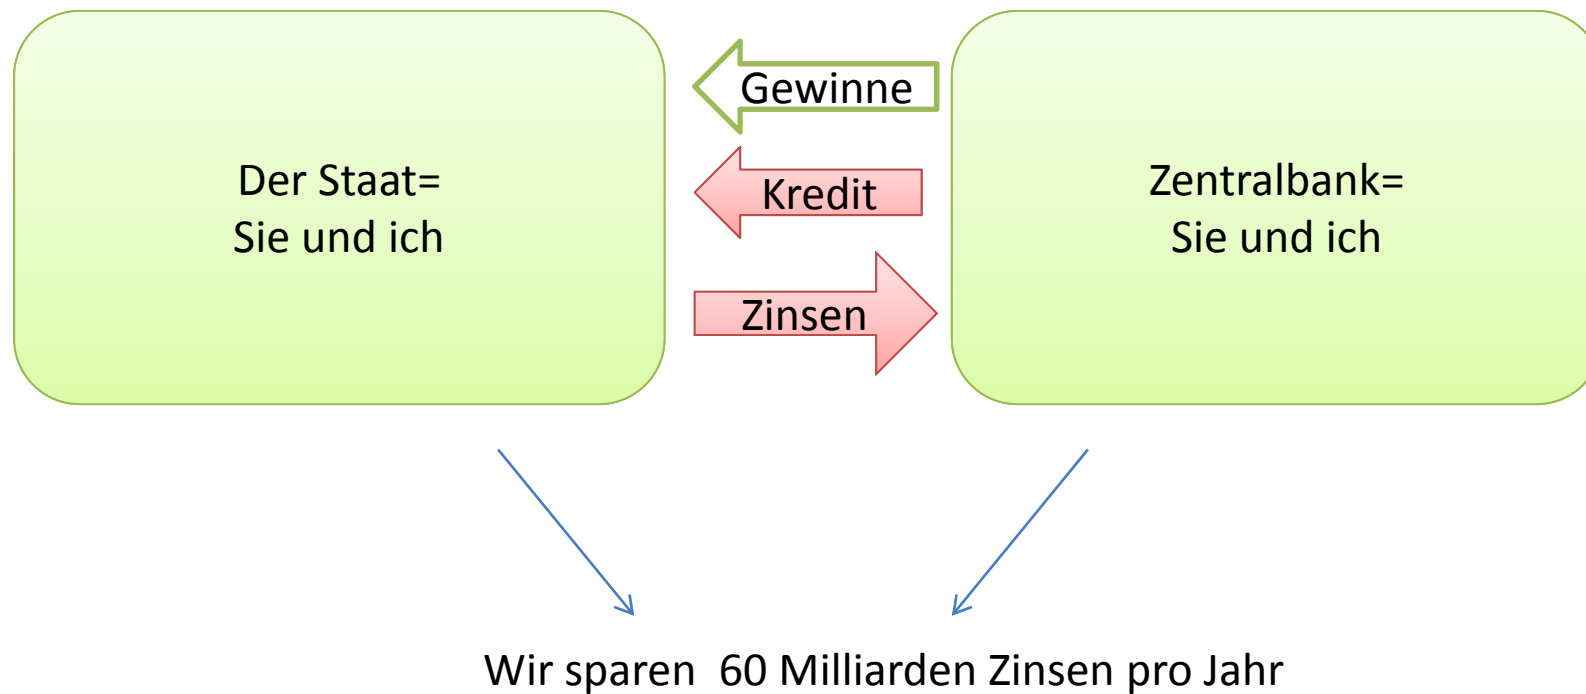 Der Staat=
Sie und ich
Gewinne
Kredit
Zinsen
Zentralbank=
Sie und ich
Wir sparen  60 Milliarden Zinsen pro Jahr